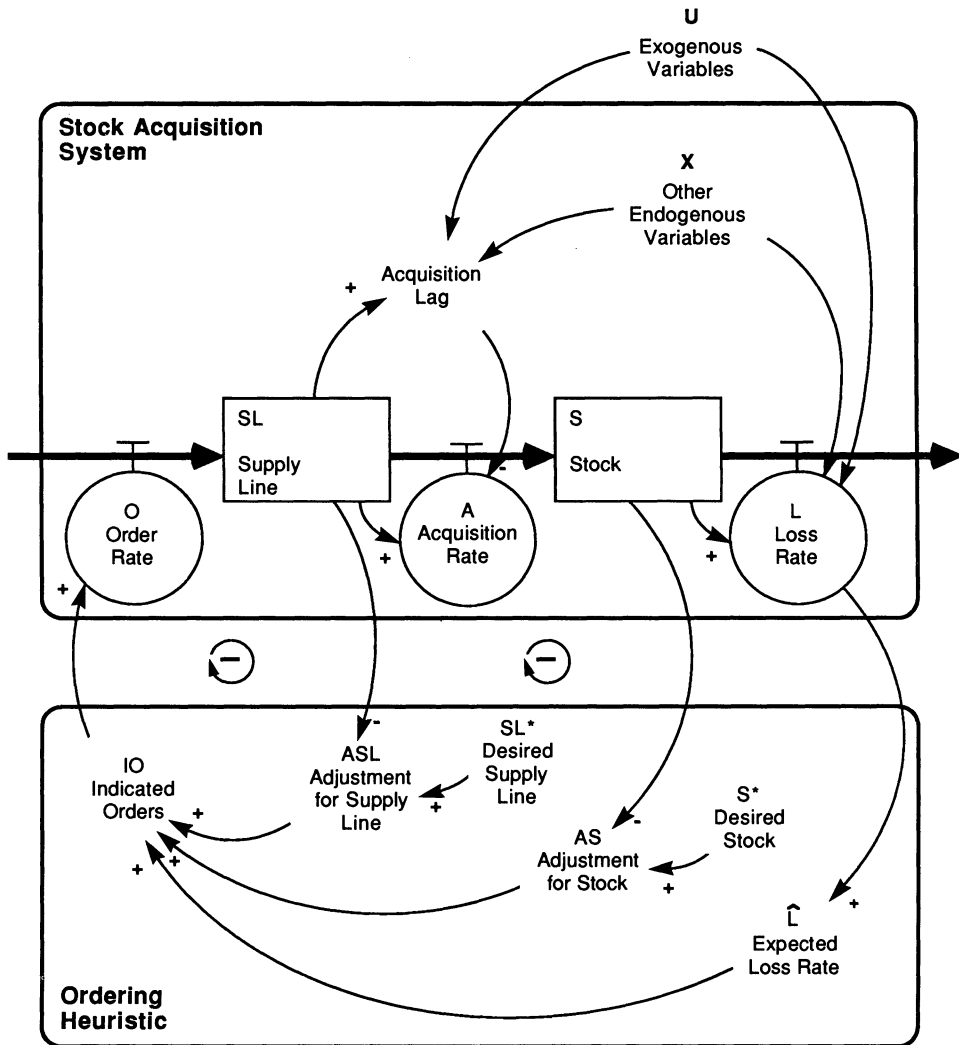 U
Exogenous
Variables
Stock Acquisition
System
X
Other
Endogenous
Variables
Acquisition
Lag
+
SL
Supply
Line
S
Stock
-
O
Order
Rate
A
Acquisition
Rate
L
Loss
Rate
+
+
+
−
−
-
IO
Indicated
Orders
ASL
Adjustment
for Supply
Line
SL*
Desired
Supply
Line
+
+
S*
Desired
Stock
-
AS
Adjustment
for Stock
+
+
+
+
L̂
Expected
Loss Rate
Ordering
Heuristic